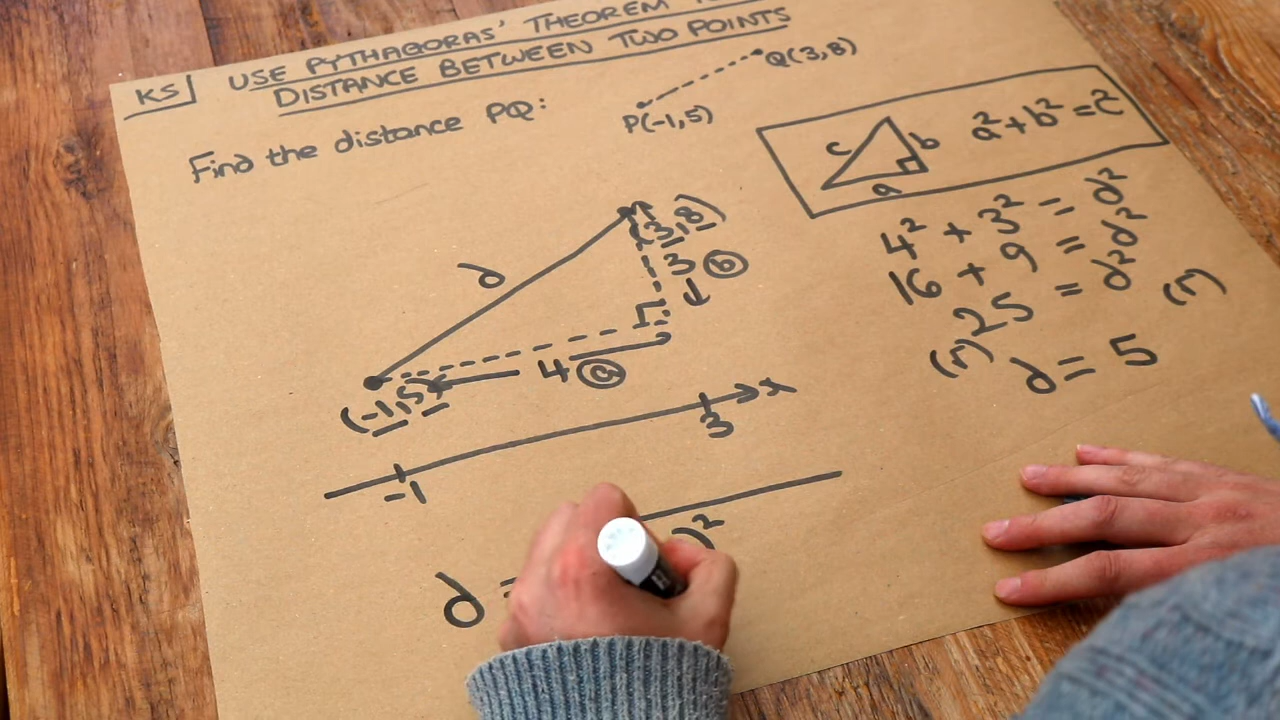 KS USE PYTHAGORAS' THEOREM
DISTANCE BETWEEN TWO POINTS
Find the distance PQ:
Q(3,8)
P(-1,5)
c b a
a² + b² = c²
(3,8)
d
3 b
4 a
(-1,5)
x
-1 3
4² + 3² = d²
16 + 9 = d²
25 = d²
(√) (√)
d = 5
d =
)²